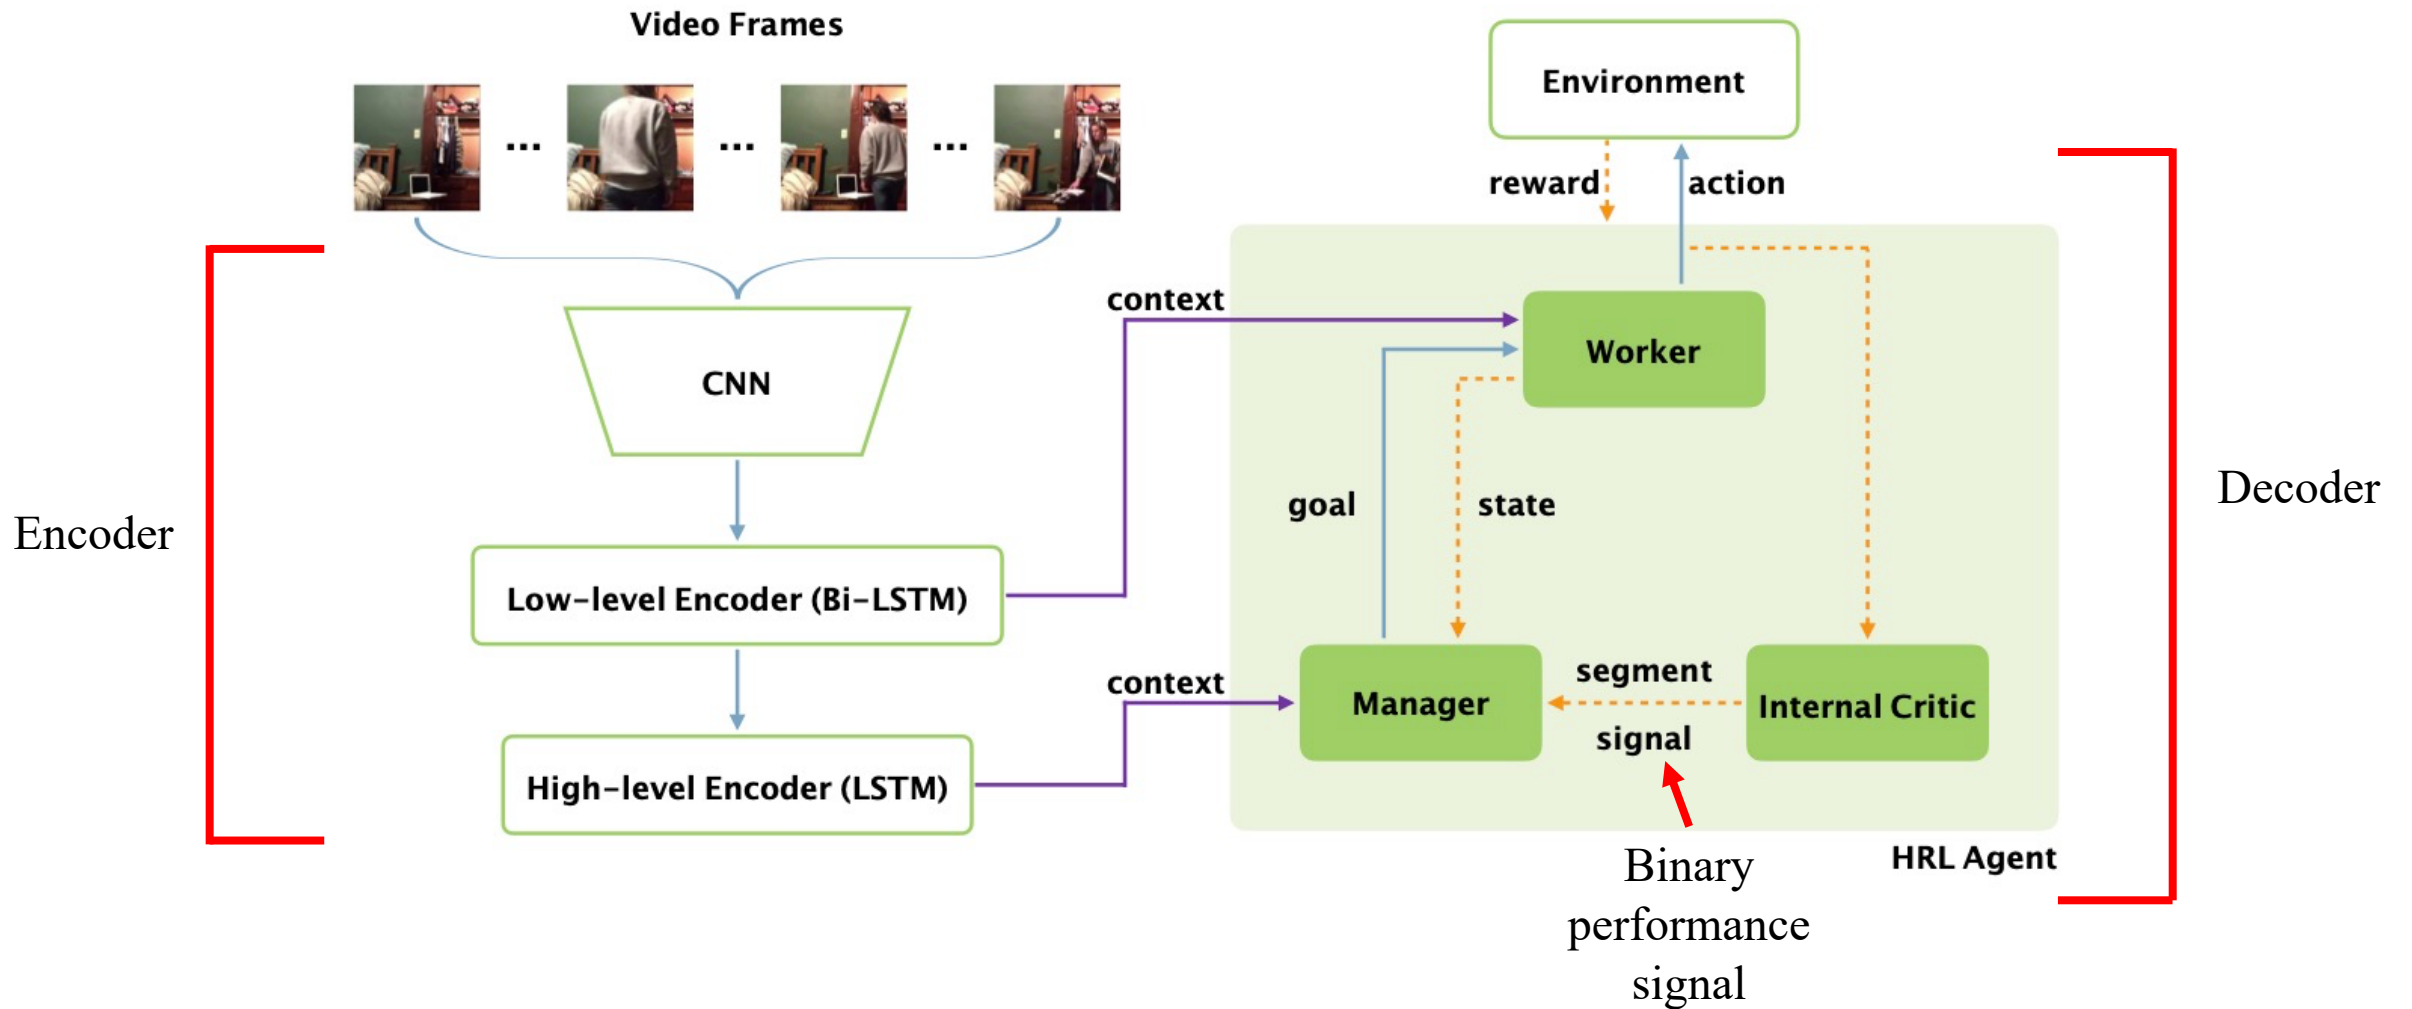 Video Frames
... ... ...
Encoder
CNN
Low-level Encoder (Bi-LSTM)
High-level Encoder (LSTM)
context
context
Environment
reward
action
Worker
goal
state
Manager
segment
signal
Internal Critic
HRL Agent
Binary
performance
signal
Decoder